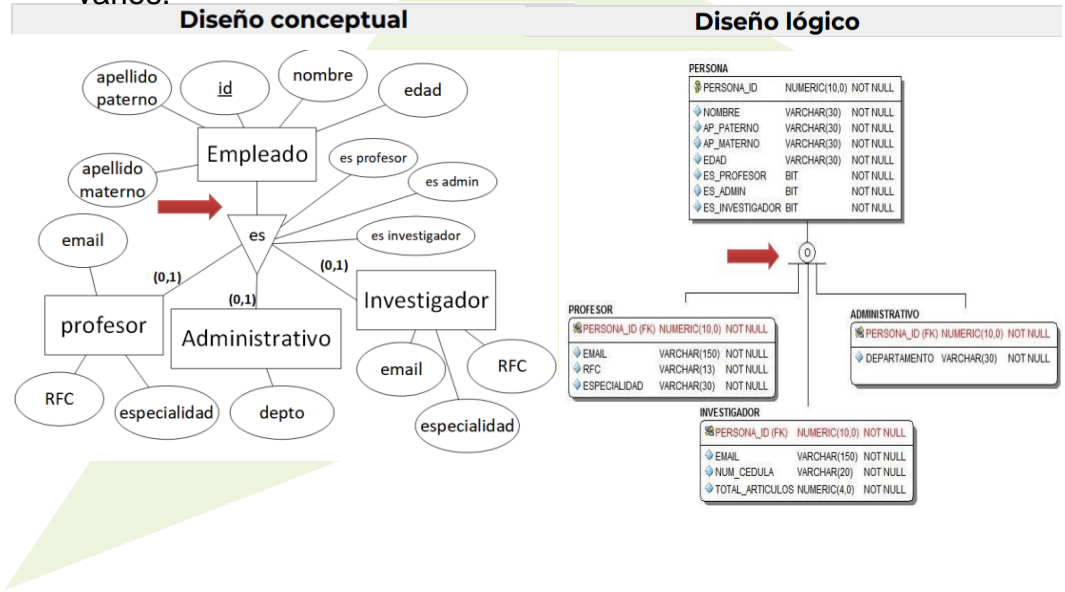 varios.
Diseño conceptual
Diseño lógico
apellido
paterno
id
nombre
edad
Empleado
apellido
materno
es profesor
es admin
es investigador
es
email
(0,1)
(0,1)
(0,1)
profesor
Administrativo
Investigador
RFC
especialidad
depto
email
RFC
especialidad
PERSONA
PERSONA_ID NUMERIC(10,0) NOT NULL
NOMBRE VARCHAR(30) NOT NULL
AP_PATERNO VARCHAR(30) NOT NULL
AP_MATERNO VARCHAR(30) NOT NULL
EDAD VARCHAR(30) NOT NULL
ES_PROFESOR BIT NOT NULL
ES_ADMIN BIT NOT NULL
ES_INVESTIGADOR BIT NOT NULL
O
PROFESOR
PERSONA_ID (FK) NUMERIC(10,0) NOT NULL
EMAIL VARCHAR(150) NOT NULL
RFC VARCHAR(13) NOT NULL
ESPECIALIDAD VARCHAR(30) NOT NULL
ADMINISTRATIVO
PERSONA_ID (FK) NUMERIC(10,0) NOT NULL
DEPARTAMENTO VARCHAR(30) NOT NULL
INVESTIGADOR
PERSONA_ID (FK) NUMERIC(10,0) NOT NULL
EMAIL VARCHAR(150) NOT NULL
NUM_CEDULA VARCHAR(20) NOT NULL
TOTAL_ARTICULOS NUMERIC(4,0) NOT NULL